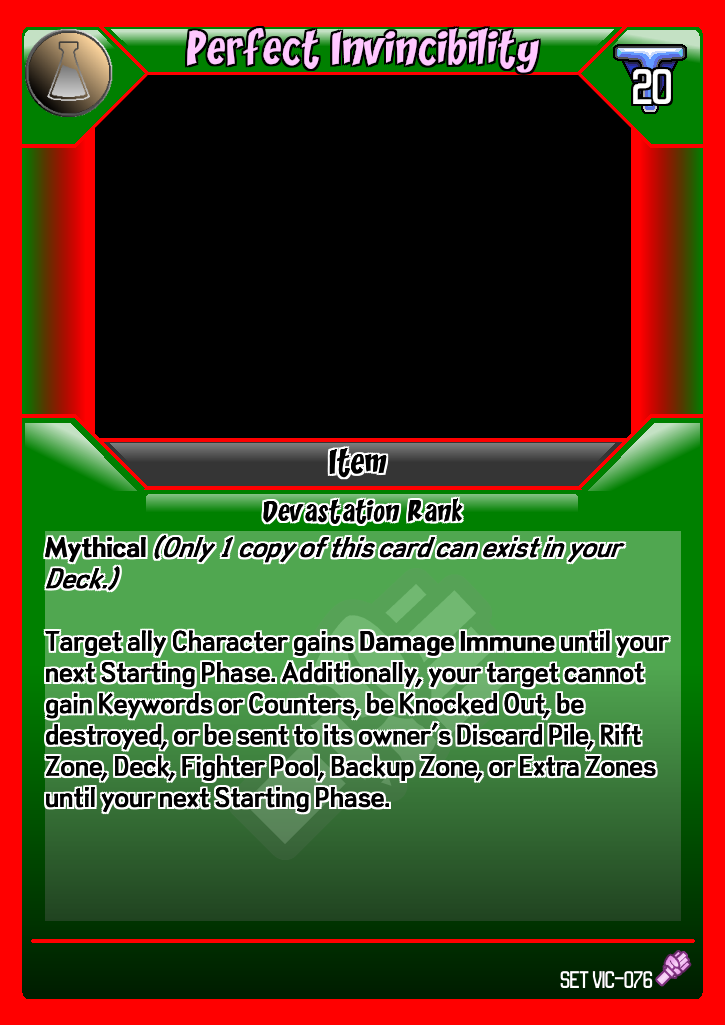 Perfect Invincibility
20
Item
Devastation Rank
Mythical (Only 1 copy of this card can exist in your
Deck.)
Target ally Character gains Damage Immune until your
next Starting Phase. Additionally, your target cannot
gain Keywords or Counters, be Knocked Out, be
destroyed, or be sent to its owner's Discard Pile, Rift
Zone, Deck, Fighter Pool, Backup Zone, or Extra Zones
until your next Starting Phase.
SET VIC-076